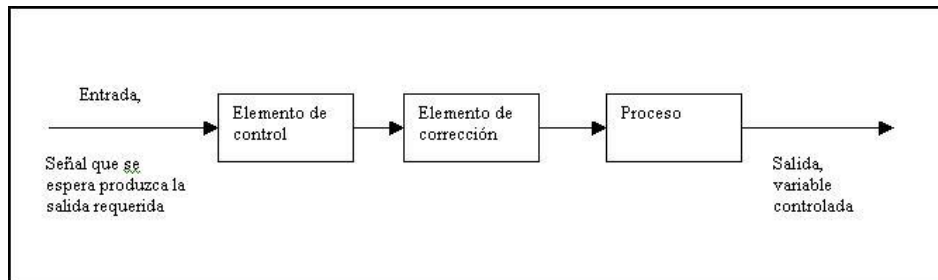 Entrada,
Señal que se
espera produzca la
salida requerida
Elemento de
control
Elemento de
corrección
Proceso
Salida,
variable
controlada